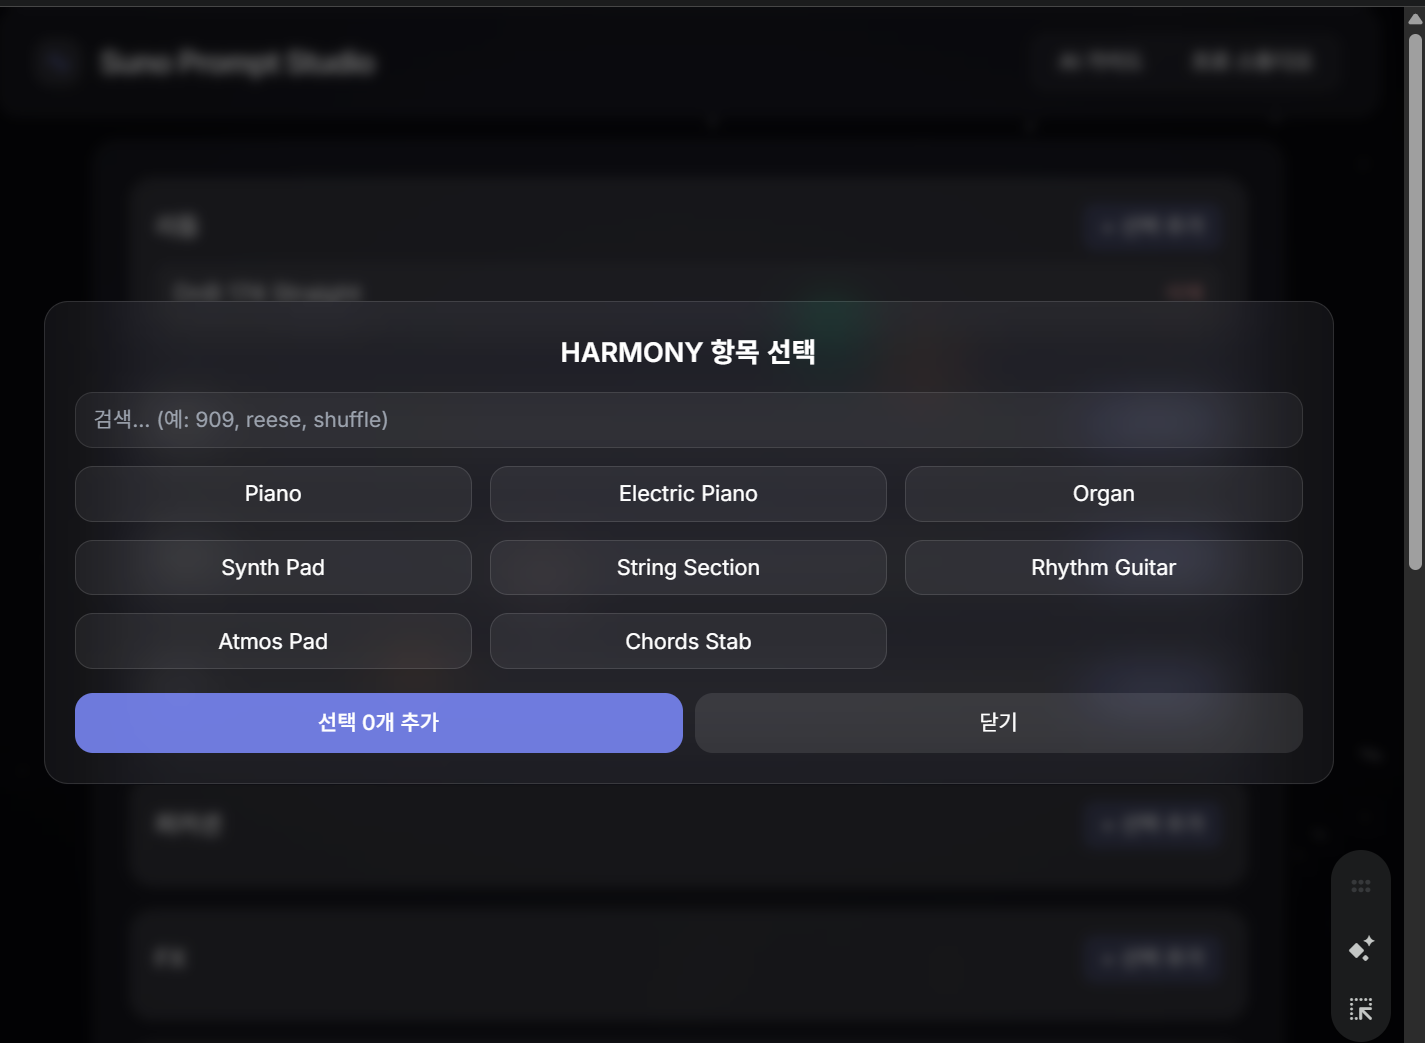 Suno Prompt Studio
HARMONY 항목 선택
검색... (예: 909, reese, shuffle)
Piano
Electric Piano
Organ
Synth Pad
String Section
Rhythm Guitar
Atmos Pad
Chords Stab
선택 0개 추가
닫기
FX